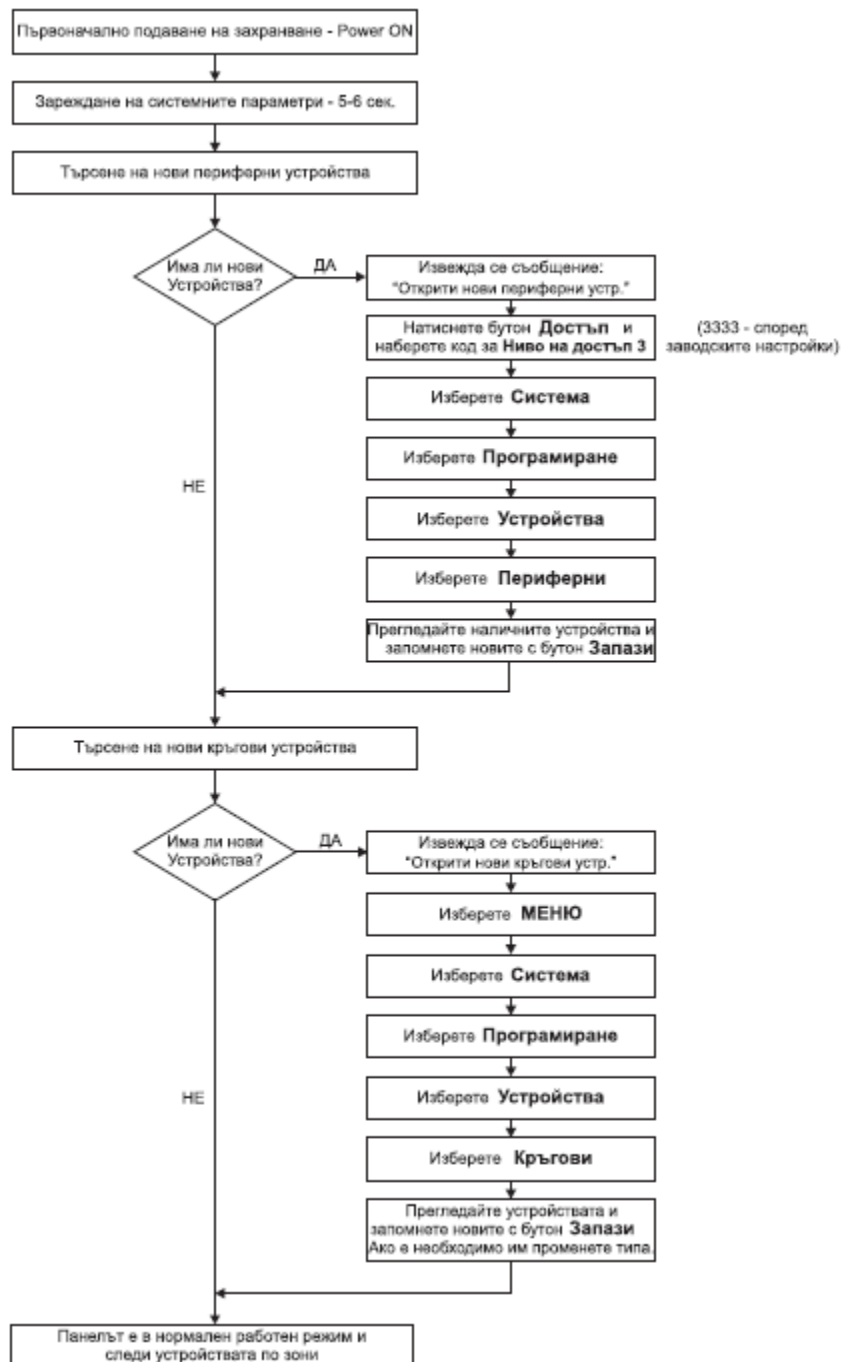 Първоначално подаване на захранване - Power ON
Зареждане на системните параметри - 5-6 сек.
Търсене на нови периферни устройства
Има ли нови
Устройства?
ДА
Извежда се съобщение:
"Открити нови периферни устр."
Натиснете бутон Достъп и
наберете код за Ниво на достъп 3
(3333 - според
заводските настройки)
Изберете Система
Изберете Програмиране
НЕ
Изберете Устройства
Изберете Периферни
Прегледайте наличните устройства и
запомнете новите с бутон Запази
Търсене на нови кръгови устройства
Има ли нови
Устройства?
ДА
Извежда се съобщение:
"Открити нови кръгови устр."
Изберете МЕНЮ
Изберете Система
Изберете Програмиране
НЕ
Изберете Устройства
Изберете Кръгови
Прегледайте устройствата и
запомнете новите с бутон Запази
Ако е необходимо им променете типа.
Панелът е в нормален работен режим и
следи устройствата по зони